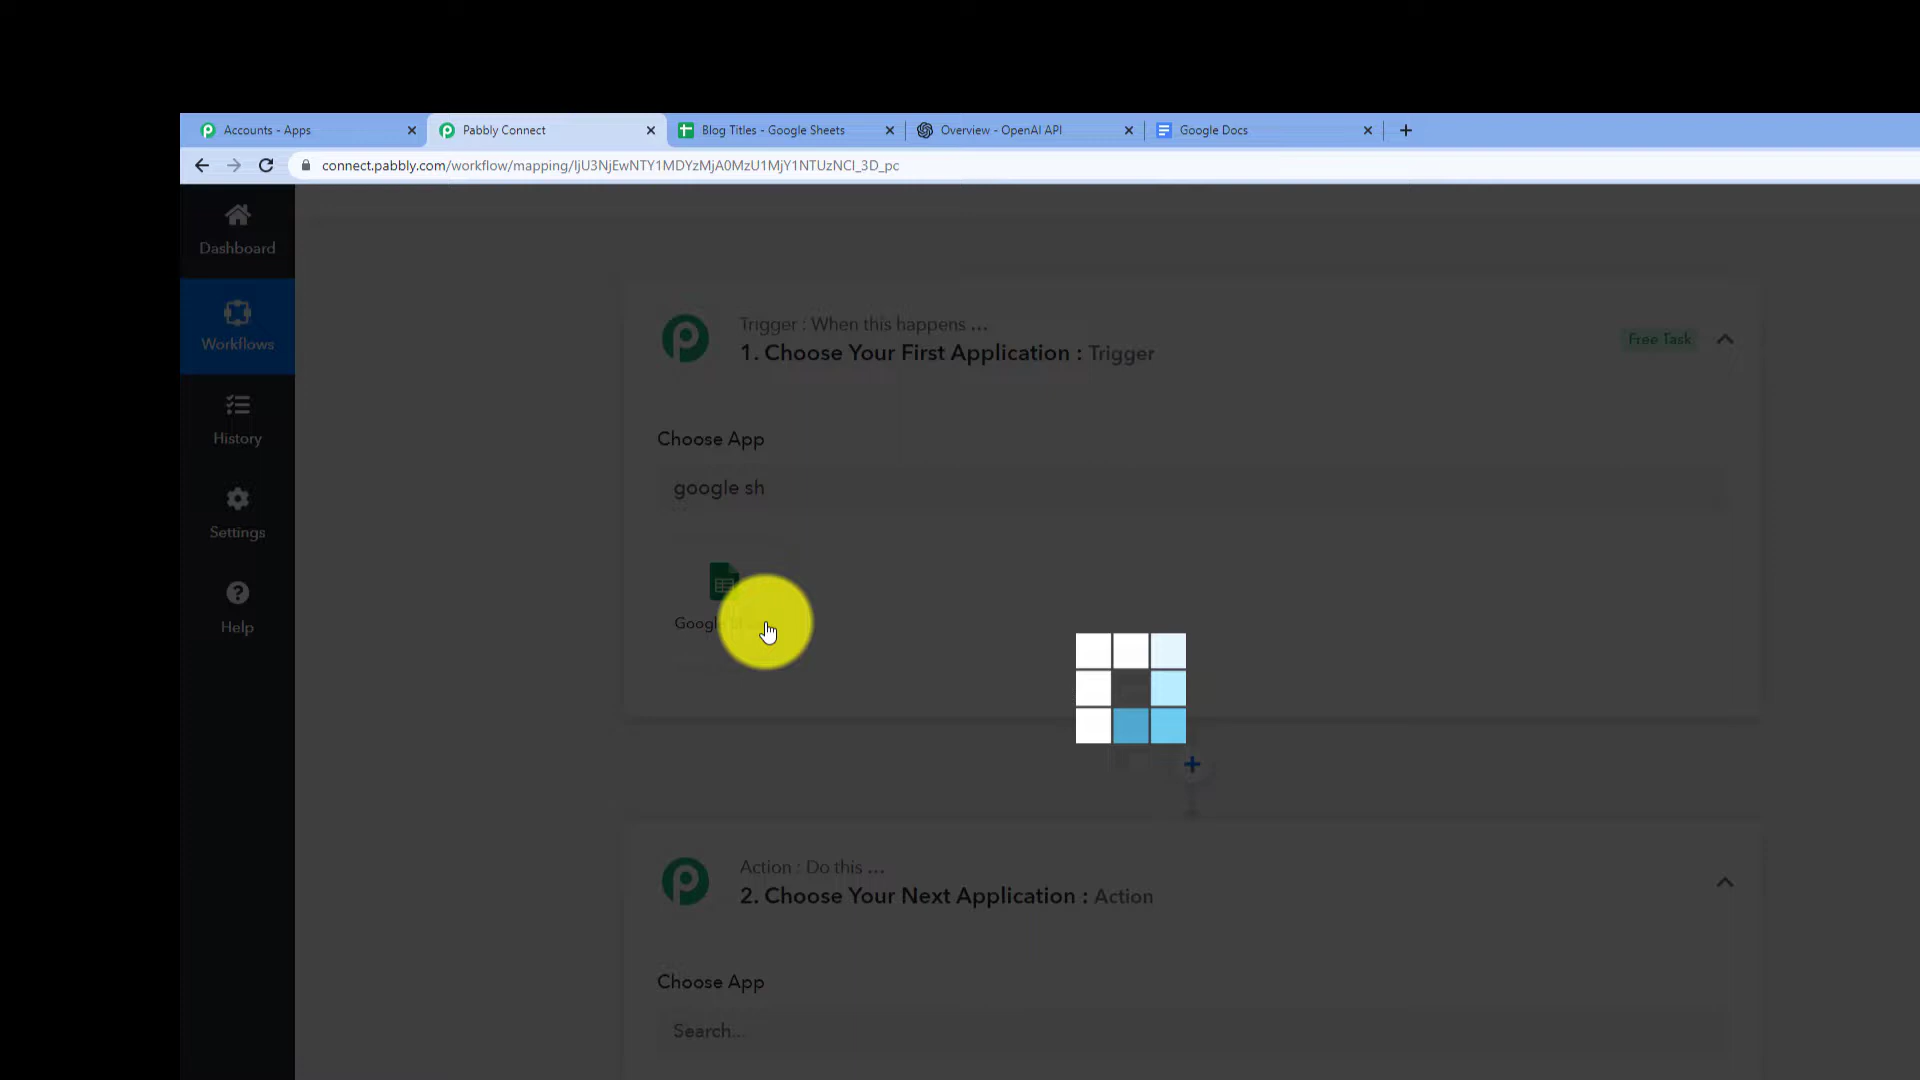 Accounts - Apps
Pabbly Connect
Blog Titles - Google Sheets
Overview - OpenAI API
Google Docs
connect.pabbly.com/workflow/mapping/IjU3NjEwNTY1MDYzMjA0MzU1MjY1NTUzNCI_3D_pc
Dashboard
Workflows
History
Settings
Help
Trigger : When this happens ...
1. Choose Your First Application : Trigger
Free Task
Choose App
google sh
Action : Do this ...
2. Choose Your Next Application : Action
Choose App
Search...